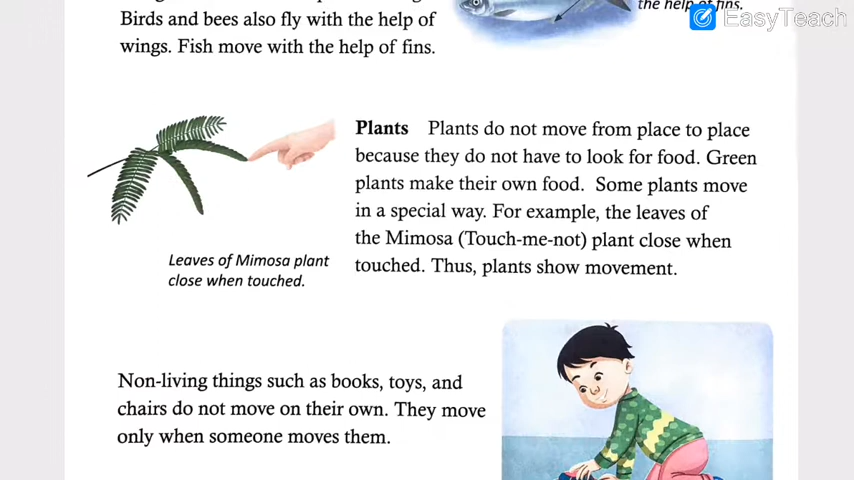 Birds and bees also fly with the help of
wings. Fish move with the help of fins.
the help of fins.
EasyTeach
Plants Plants do not move from place to place
because they do not have to look for food. Green
plants make their own food. Some plants move
in a special way. For example, the leaves of
the Mimosa (Touch-me-not) plant close when
touched. Thus, plants show movement.
Leaves of Mimosa plant
close when touched.
Non-living things such as books, toys, and
chairs do not move on their own. They move
only when someone moves them.